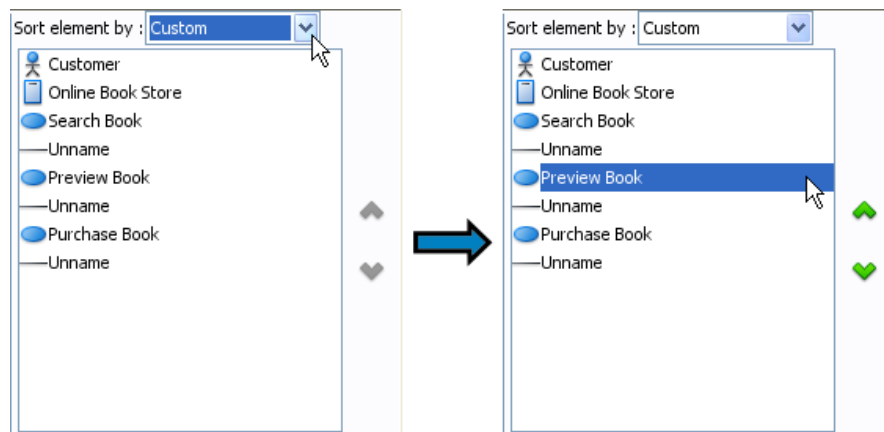 Sort element by : Custom
Customer
Online Book Store
Search Book
Unname
Preview Book
Unname
Purchase Book
Unname
Sort element by : Custom
Customer
Online Book Store
Search Book
Unname
Preview Book
Unname
Purchase Book
Unname